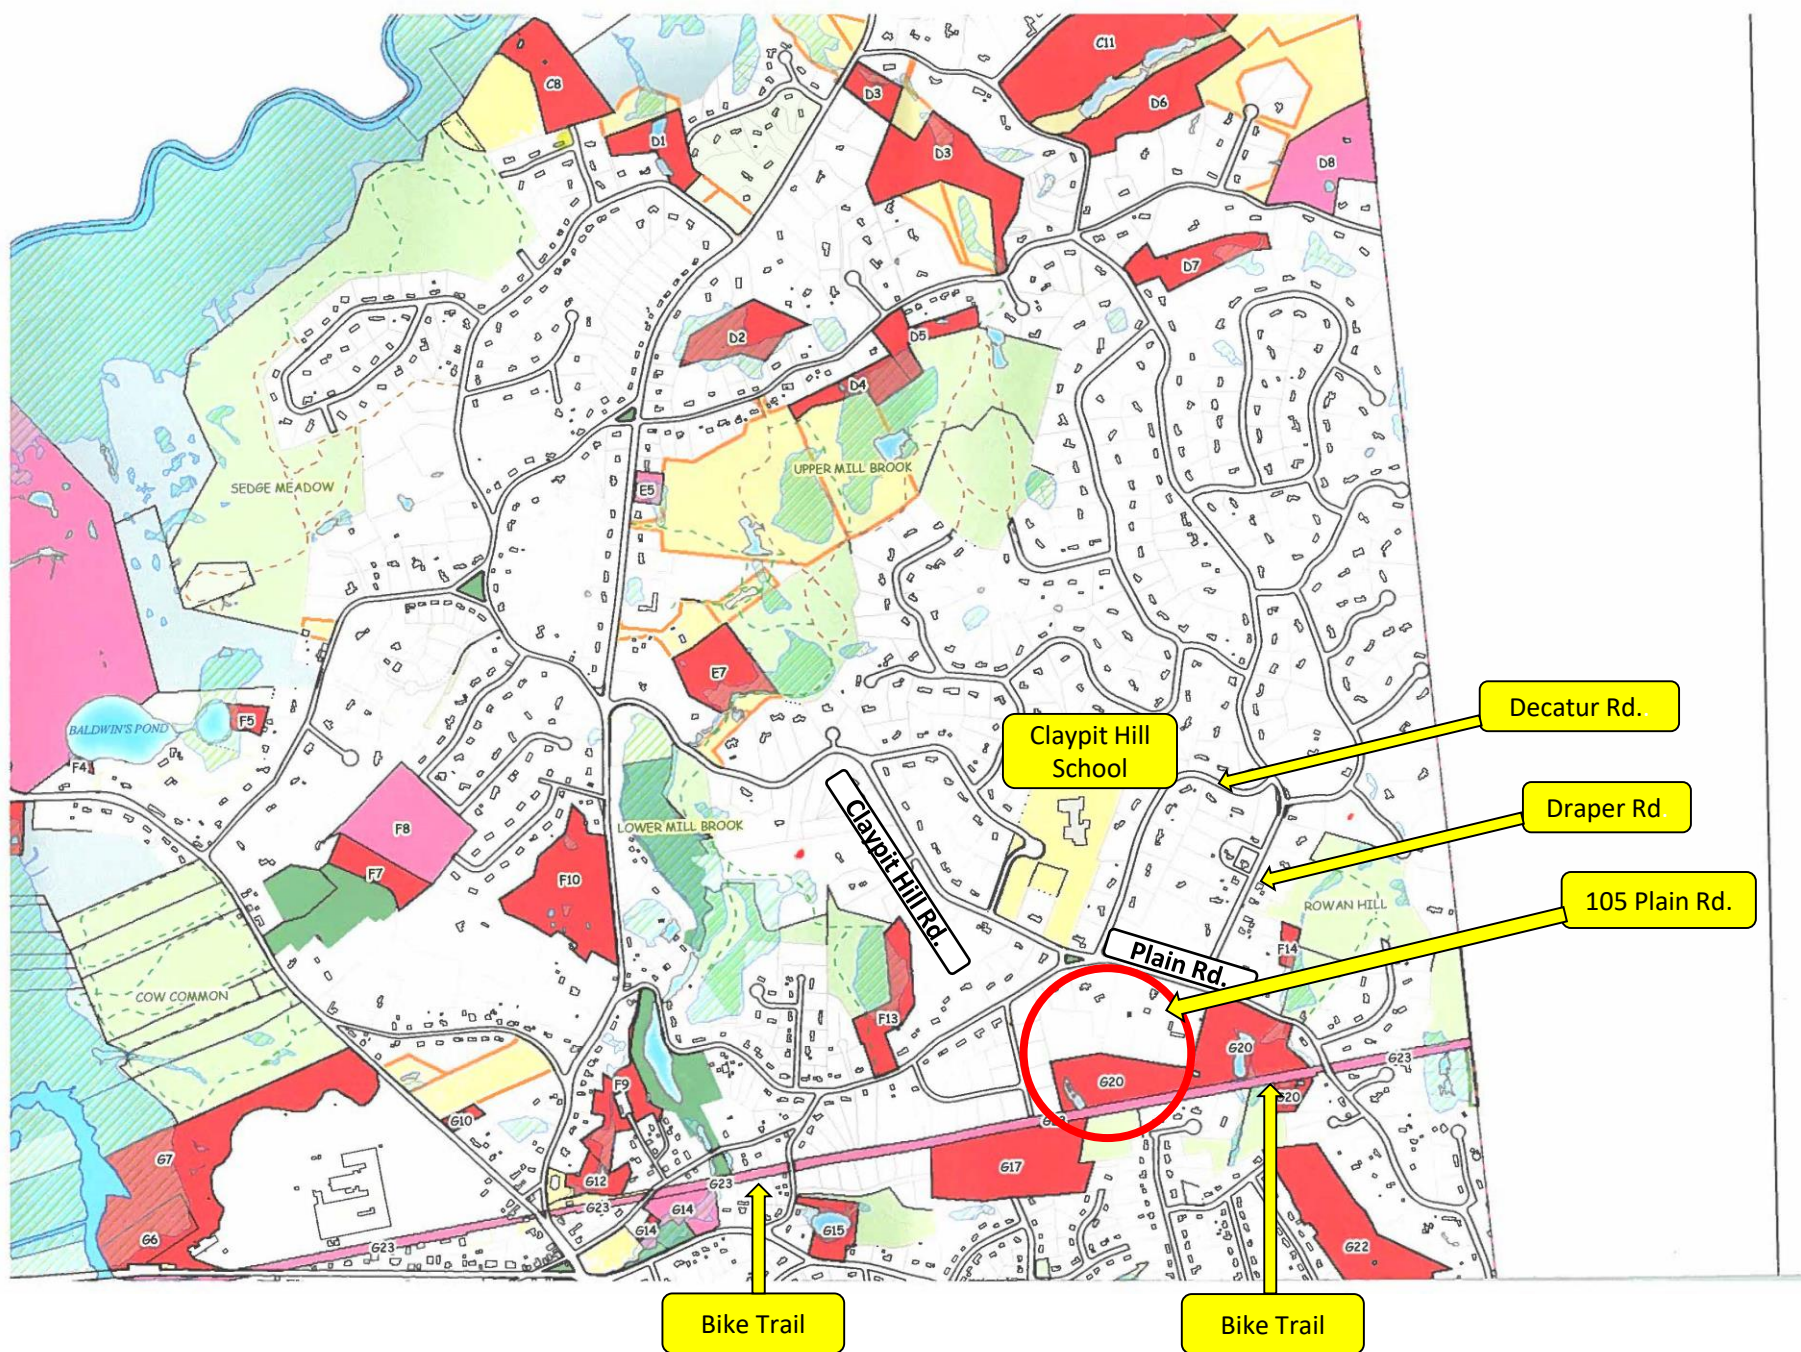 C11
C8
D3
D6
D1
D3
D8
D7
D2
D5
D4
UPPER MILL BROOK
SEDGE MEADOW
E5
E7
Decatur Rd.
F5
BALDWIN'S POND
Claypit Hill
School
F4
Draper Rd
Claypit Hill Rd.
LOWER MILL BROOK
F8
F7
F10
105 Plain Rd.
ROWAN HILL
F14
Plain Rd.
COW COMMON
F13
G20
G23
F9
G20
G20
G10
G23
G7
G17
G12
G23
G23
G14
G14
G15
G6
G23
G22
Bike Trail
Bike Trail